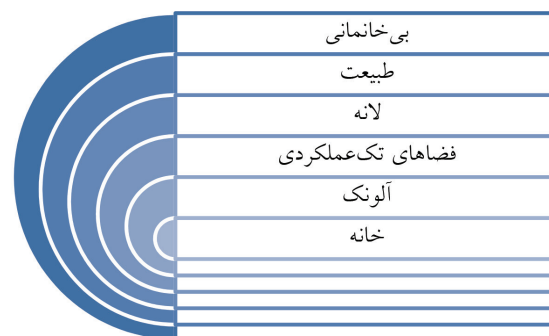 بی‌خانمانی
طبیعت
لانه
فضاهای تک‌عملکردی
آلونک
خانه